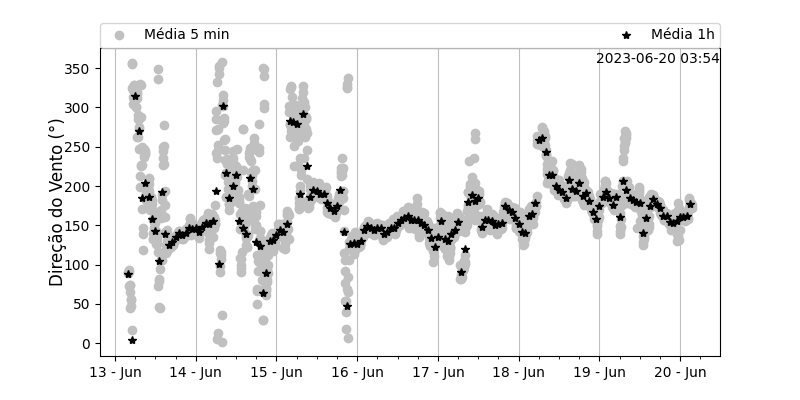 Média 5 min
Média 1h
2023-06-20 03:54
Direção do Vento (°)
350
300
250
200
150
100
50
0
13 - Jun
14 - Jun
15 - Jun
16 - Jun
17 - Jun
18 - Jun
19 - Jun
20 - Jun